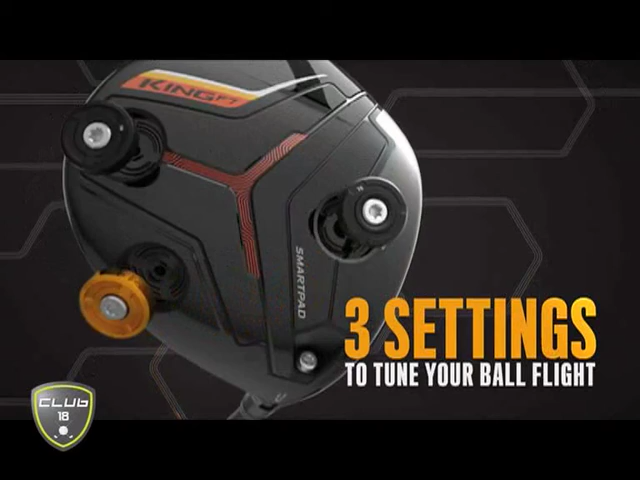 KING F7
SMARTPAD
3 SETTINGS
TO TUNE YOUR BALL FLIGHT
CLUB
18